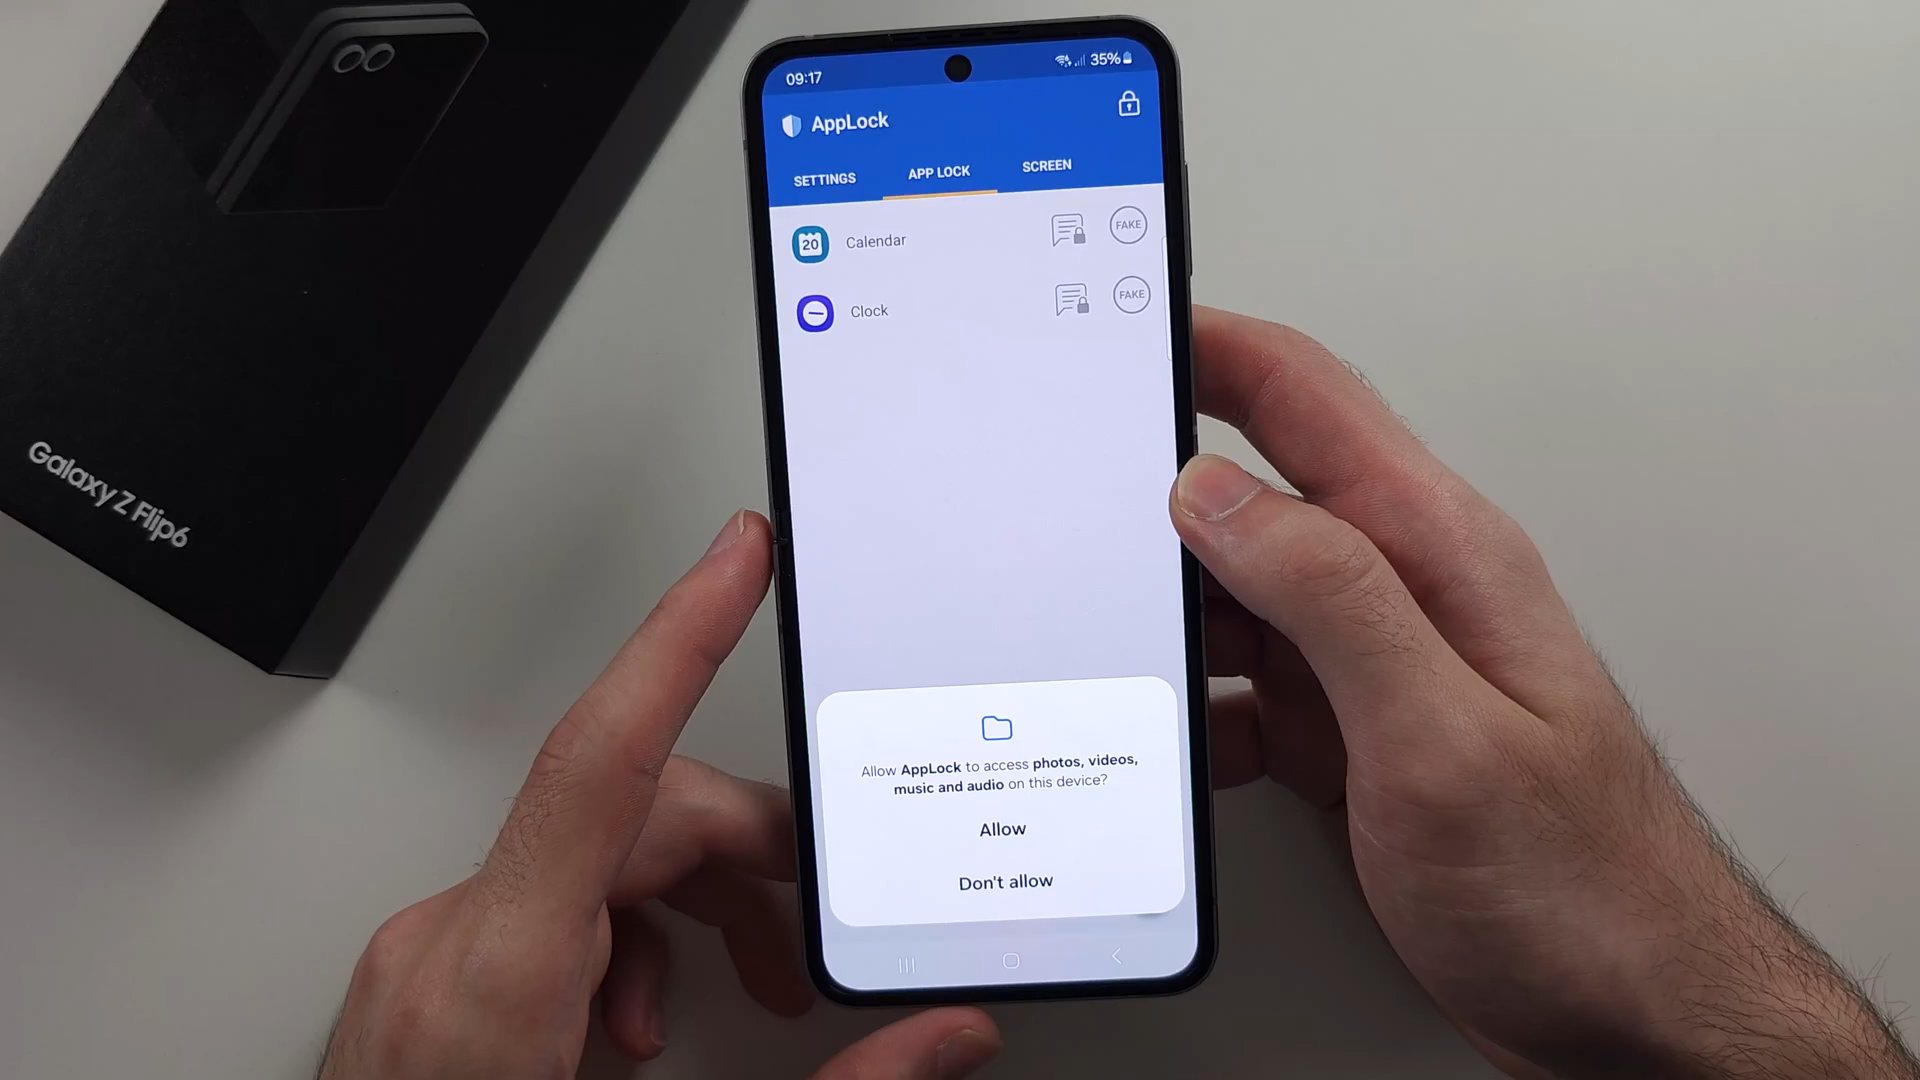 09:17
35%
AppLock
SETTINGS
APP LOCK
SCREEN
20
Calendar
FAKE
Clock
FAKE
Galaxy Z Flip6
Allow AppLock to access photos, videos,
music and audio on this device?
Allow
Don't allow